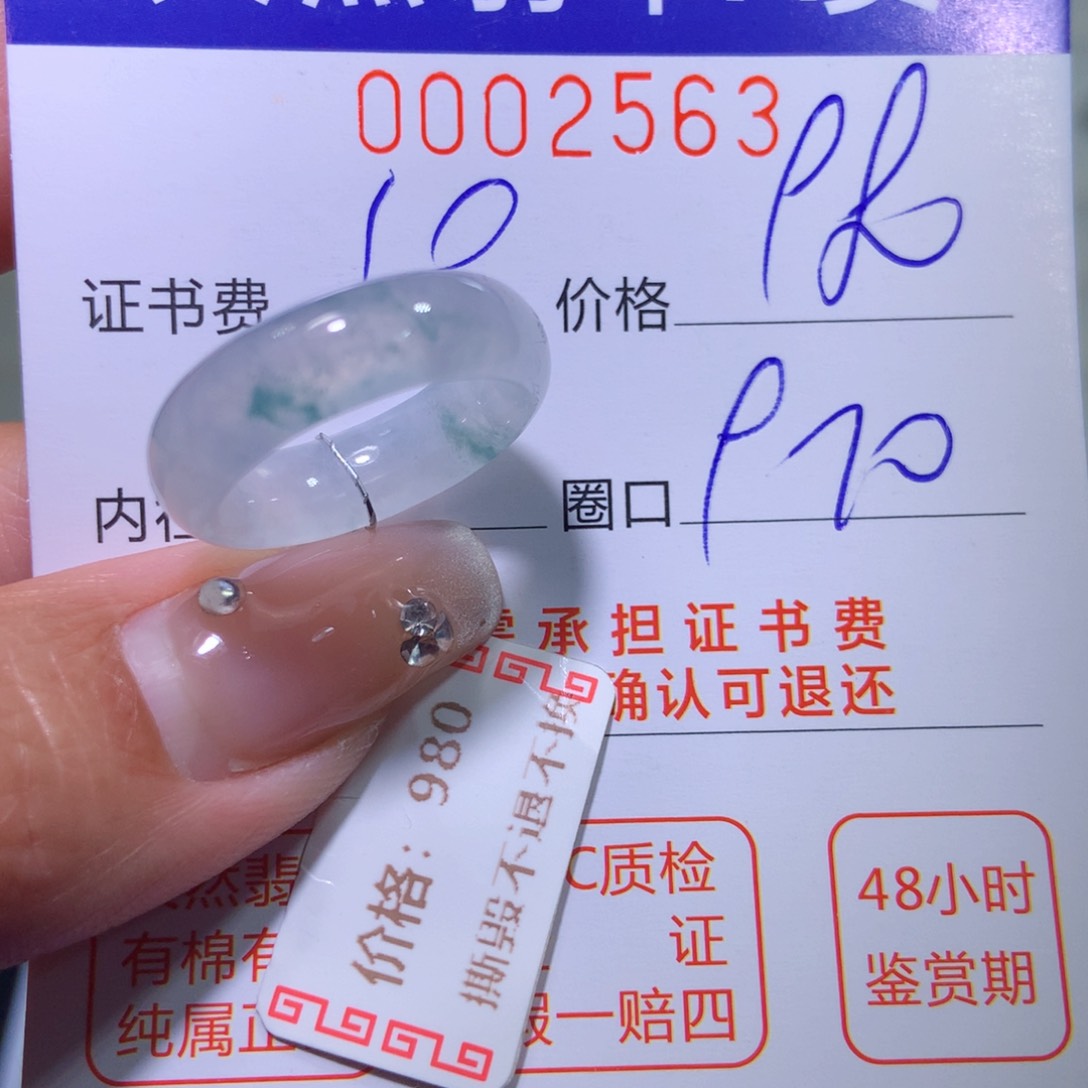 0002563
10
证书费
价格
圈口
承担证书费
确认可退还
价格：980
撕毁不退不换
C质检
证
假一赔四
有棉有
纯属正
48小时
鉴赏期